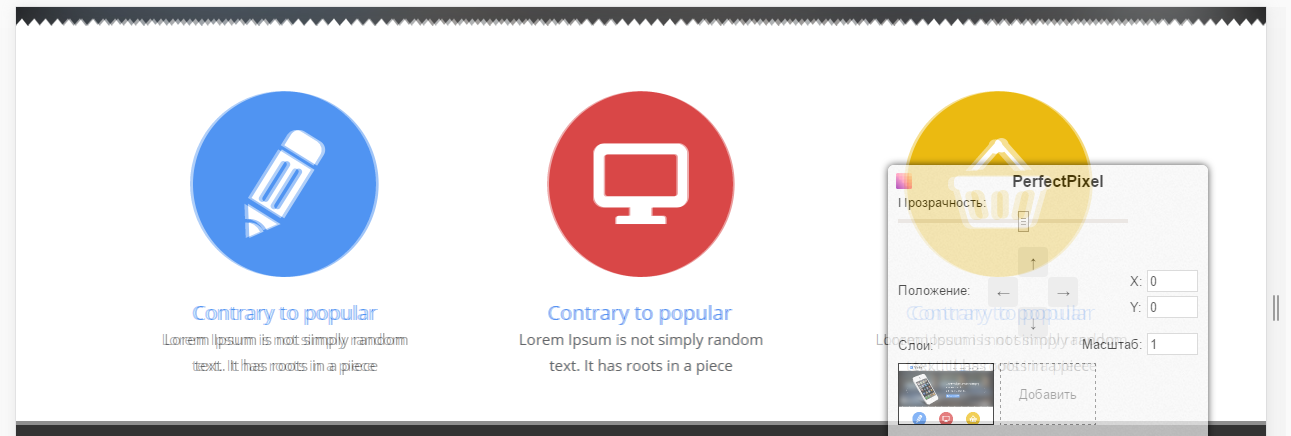 Contrary to popular
Lorem Ipsum is not simply random
text. It has roots in a piece
Contrary to popular
Lorem Ipsum is not simply random
text. It has roots in a piece
Contrary to popular
Lorem Ipsum is not simply random
text. It has roots in a piece
PerfectPixel
Прозрачность:
↑
Положение:
←
→
X: 0
Y: 0
↓
Слои:
Масштаб: 1
Добавить